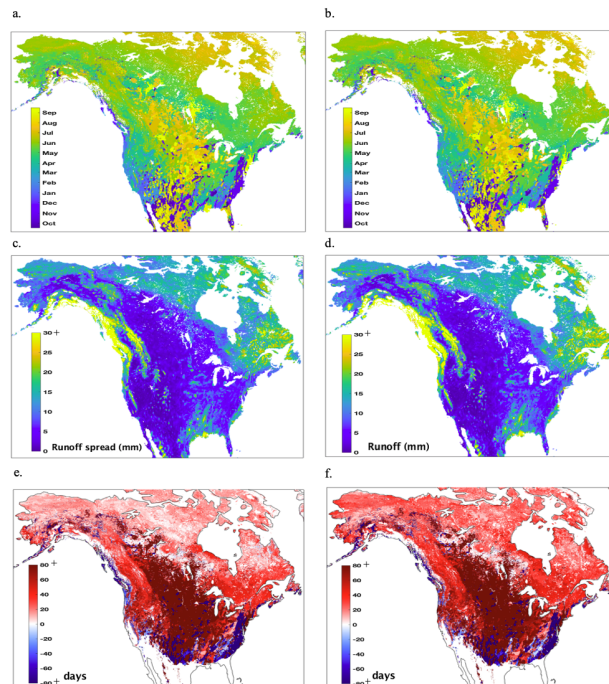 a.
b.
Sep
Aug
Jul
Jun
May
Apr
Mar
Feb
Jan
Dec
Nov
Oct
Sep
Aug
Jul
Jun
May
Apr
Mar
Feb
Jan
Dec
Nov
Oct
c.
d.
30 +
25
20
15
10
5
0
Runoff spread (mm)
30 +
25
20
15
10
5
0
Runoff (mm)
e.
f.
80 +
60
40
20
0
-20
-40
-60
-80 +
days
80 +
60
40
20
0
-20
-40
-60
-80 +
days